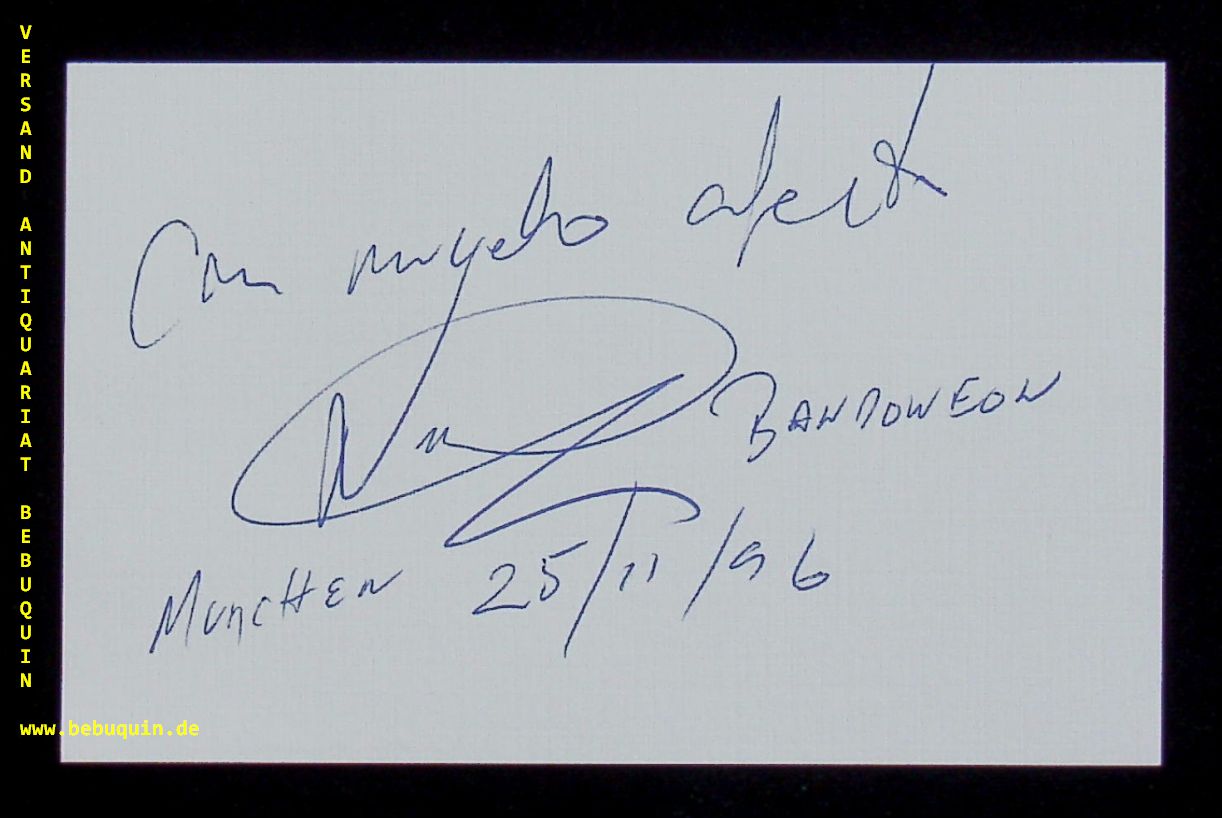 VERSAND ANTIQUARIAT BEBUQUIN
Con mucho afecto
BANDONEON
MUNCHEN 25/11/96
www.bebuquin.de